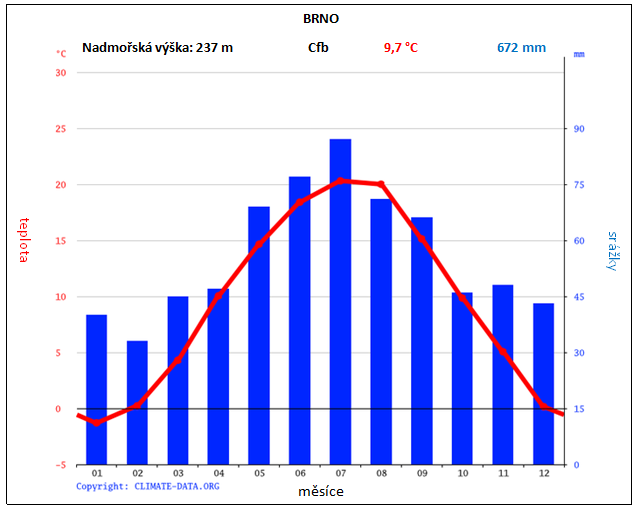 BRNO
Nadmořská výška: 237 m Cfb 9,7 °C 672 mm
°C mm
30
25 90
20 75
15 60
10 45
5 30
0 15
-5 0
teplota
srážky
01 02 03 04 05 06 07 08 09 10 11 12
Copyright: CLIMATE-DATA.ORG
měsíce